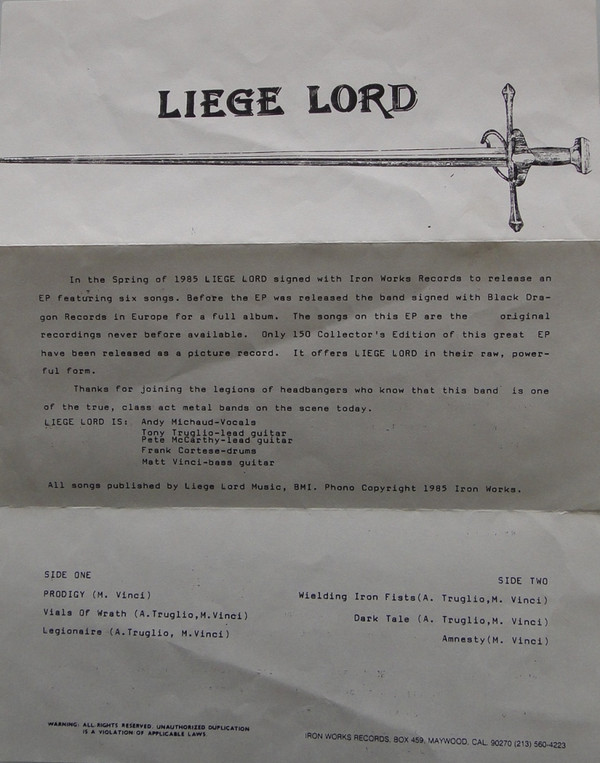 LIEGE LORD
In the Spring of 1985 LIEGE LORD signed with Iron Works Records to release an
EP featuring six songs. Before the EP was released the band signed with Black Dra-
gon Records in Europe for a full album. The songs on this EP are the original
recordings never before available. Only 150 Collector's Edition of this great EP
have been released as a picture record. It offers LIEGE LORD in their raw, power-
ful form.
Thanks for joining the legions of headbangers who know that this band is one
of the true, class act metal bands on the scene today.
LIEGE LORD IS: Andy Michaud-Vocals
Tony Truglio-lead guitar
Pete McCarthy-lead guitar
Frank Cortese-drums
Matt Vinci-bass guitar
All songs published by Liege Lord Music, BMI. Phono Copyright 1985 Iron Works.
SIDE ONE
PRODIGY (M. Vinci)
Vials Of Wrath (A.Truglio,M.Vinci)
Legionaire (A.Truglio, M.Vinci)
SIDE TWO
Wielding Iron Fists(A. Truglio,M. Vinci)
Dark Tale (A. Truglio,M. Vinci)
Amnesty(M. Vinci)
WARNING: ALL RIGHTS RESERVED. UNAUTHORIZED DUPLICATION
IS A VIOLATION OF APPLICABLE LAWS
IRON WORKS RECORDS, BOX 459, MAYWOOD, CAL. 90270 (213) 560-4223